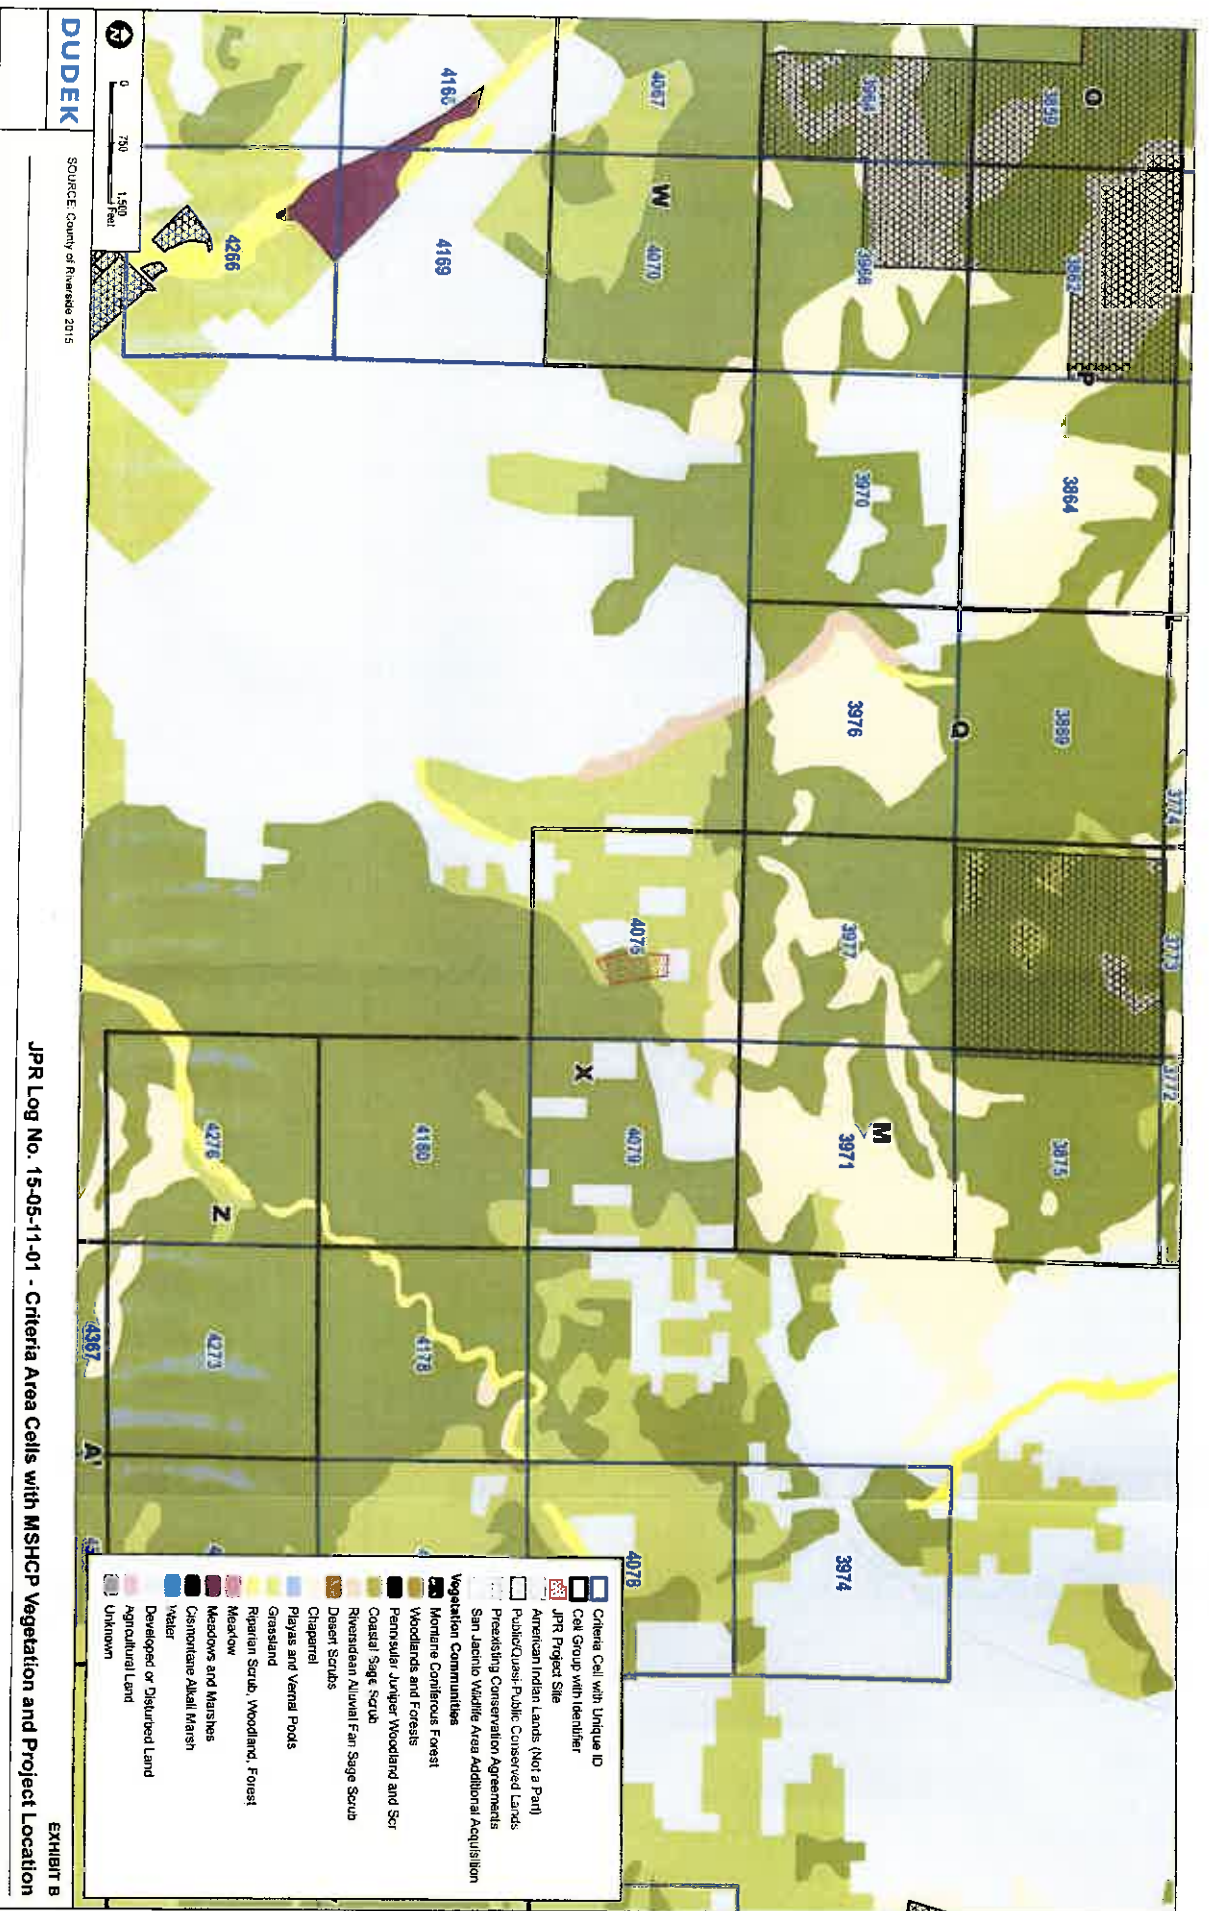 O
P
L
3859
3862
3864
3889
3774
3773
3772
3875
3964
3968
3970
Q
3976
3977
M
3971
3974
4067
W
4070
4079
X
4078
4169
4180
4178
4266
4276
Z
4273
4367
A'
Criteria Cell with Unique ID
Cell Group with Identifier
JPR Project Site
American Indian Lands (Not a Part)
Public/Quasi-Public Conserved Lands
Preexisting Conservation Agreements
San Jacinto Wildlife Area Additional Acquisition
Vegetation Communities
Montane Coniferous Forest
Woodlands and Forests
Peninsular Juniper Woodland and Scr
Coastal Sage Scrub
Riversidean Alluvial Fan Sage Scrub
Desert Scrubs
Chaparral
Playas and Vernal Pools
Grassland
Riparian Scrub, Woodland, Forest
Meadow
Meadows and Marshes
Cismontane Alkali Marsh
Water
Developed or Disturbed Land
Agricultural Land
Unknown
N
0 750 1,500
Feet
DUDEK
SOURCE: County of Riverside 2015
EXHIBIT B
JPR Log No. 15-05-11-01 - Criteria Area Cells with MSHCP Vegetation and Project Location